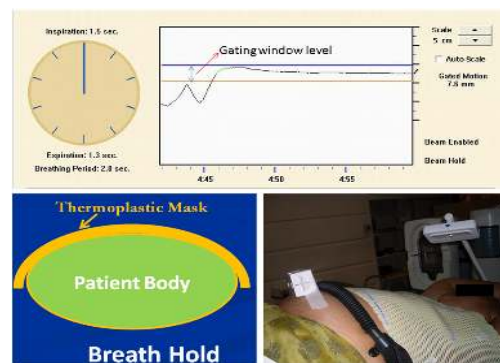 Inspiration: 1.5 sec.
Expiration: 1.3 sec.
Breathing Period: 2.8 sec.
Gating window level
4:45
4:50
4:55
Scale
5 cm
Auto Scale
Gated Motion
7.6 mm
Beam Enabled
Beam Hold
Thermoplastic Mask
Patient Body
Breath Hold